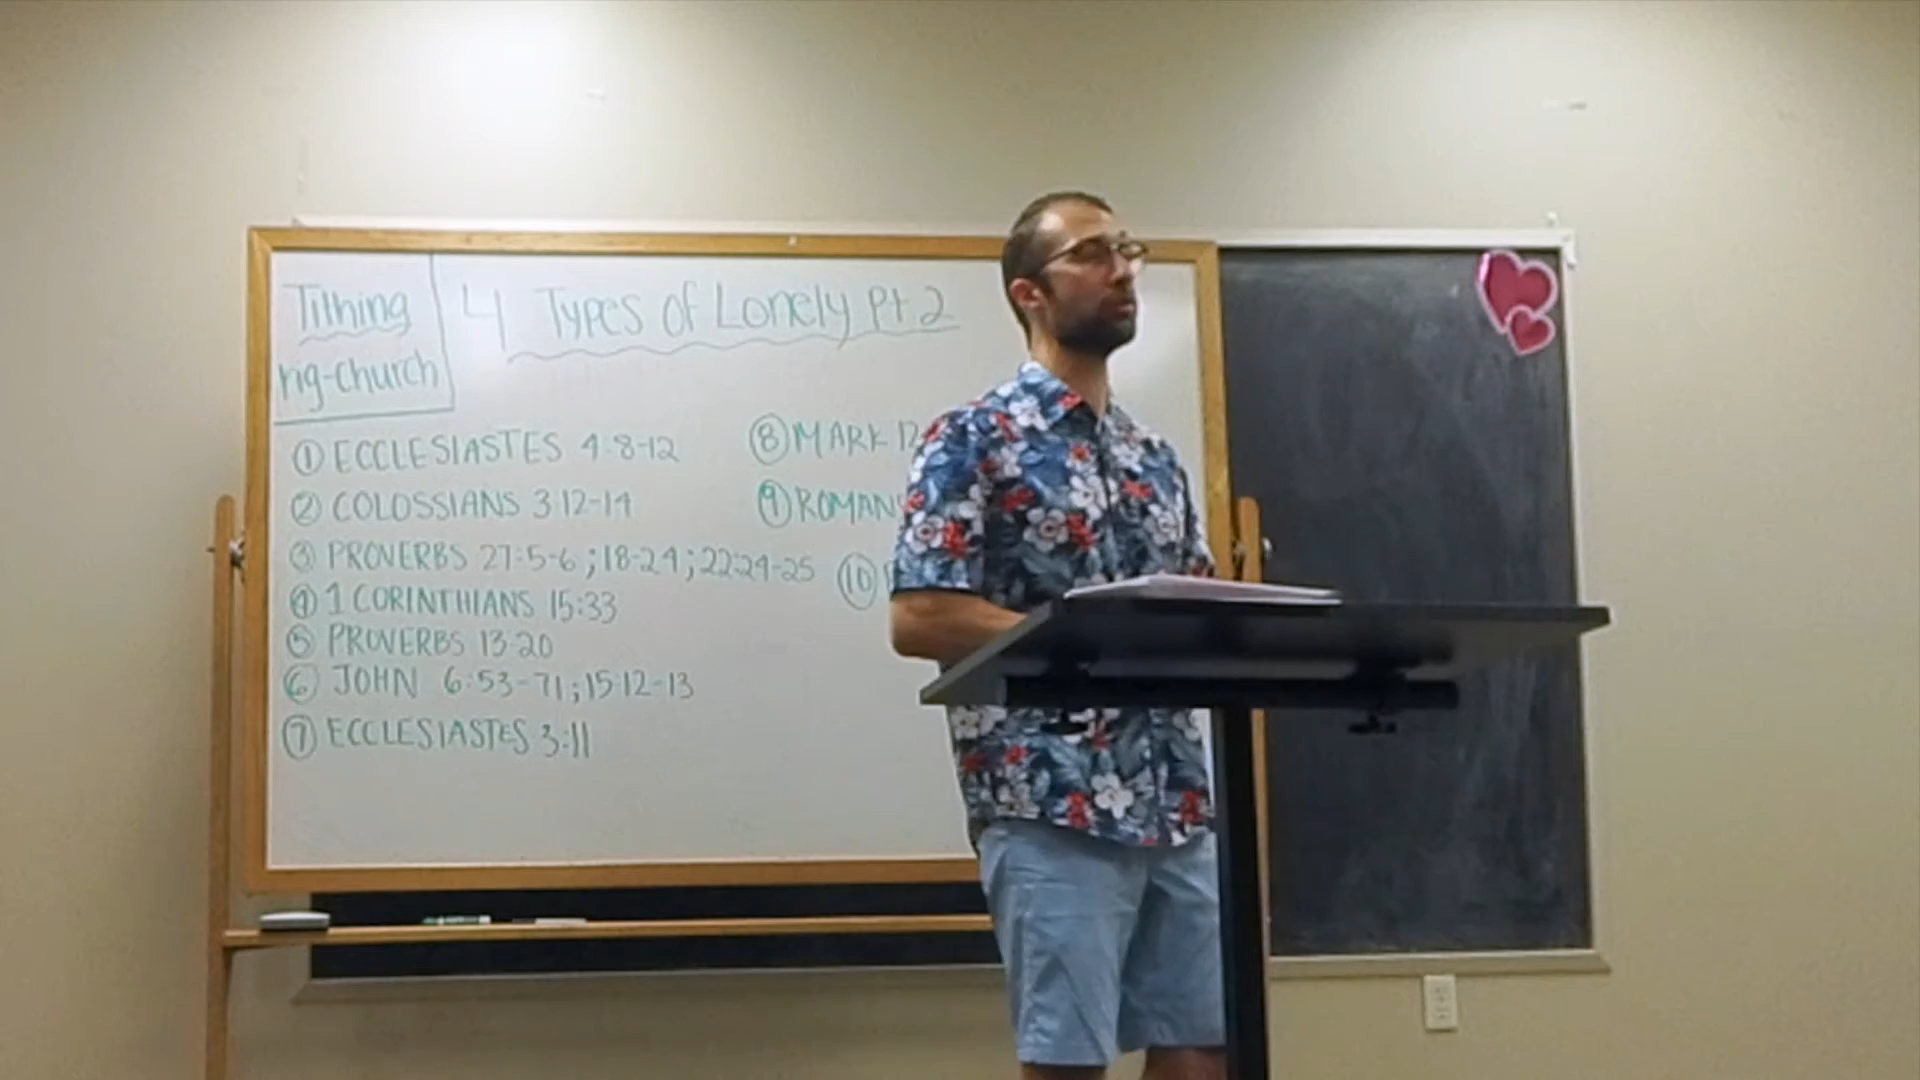 Tithing
rig-church
4 Types of Lonely Pt.2
① ECCLESIASTES 4:8-12
② COLOSSIANS 3:12-14
③ PROVERBS 27:5-6;18-24;22:24-25
④ 1 CORINTHIANS 15:33
⑤ PROVERBS 13:20
⑥ JOHN 6:53-71;15:12-13
⑦ ECCLESIASTES 3:11
⑧ MARK 12
⑨ ROMAN
⑩